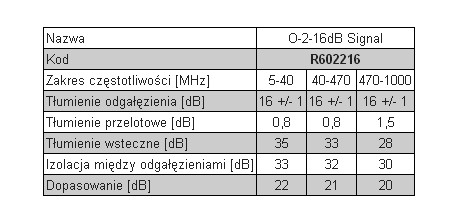 Nazwa O-2-16dB Signal
Kod R602216
Zakres częstotliwości [MHz] 5-40 40-470 470-1000
Tłumienie odgałęzienia [dB] 16 +/- 1 16 +/- 1 16 +/- 1
Tłumienie przelotowe [dB] 0,8 0,8 1,5
Tłumienie wsteczne [dB] 35 33 28
Izolacja między odgałęzieniami [dB] 33 32 30
Dopasowanie [dB] 22 21 20